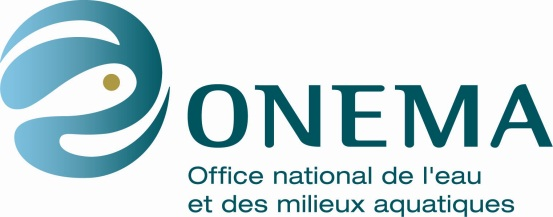 ONEMA
Office national de l'eau
et des milieux aquatiques